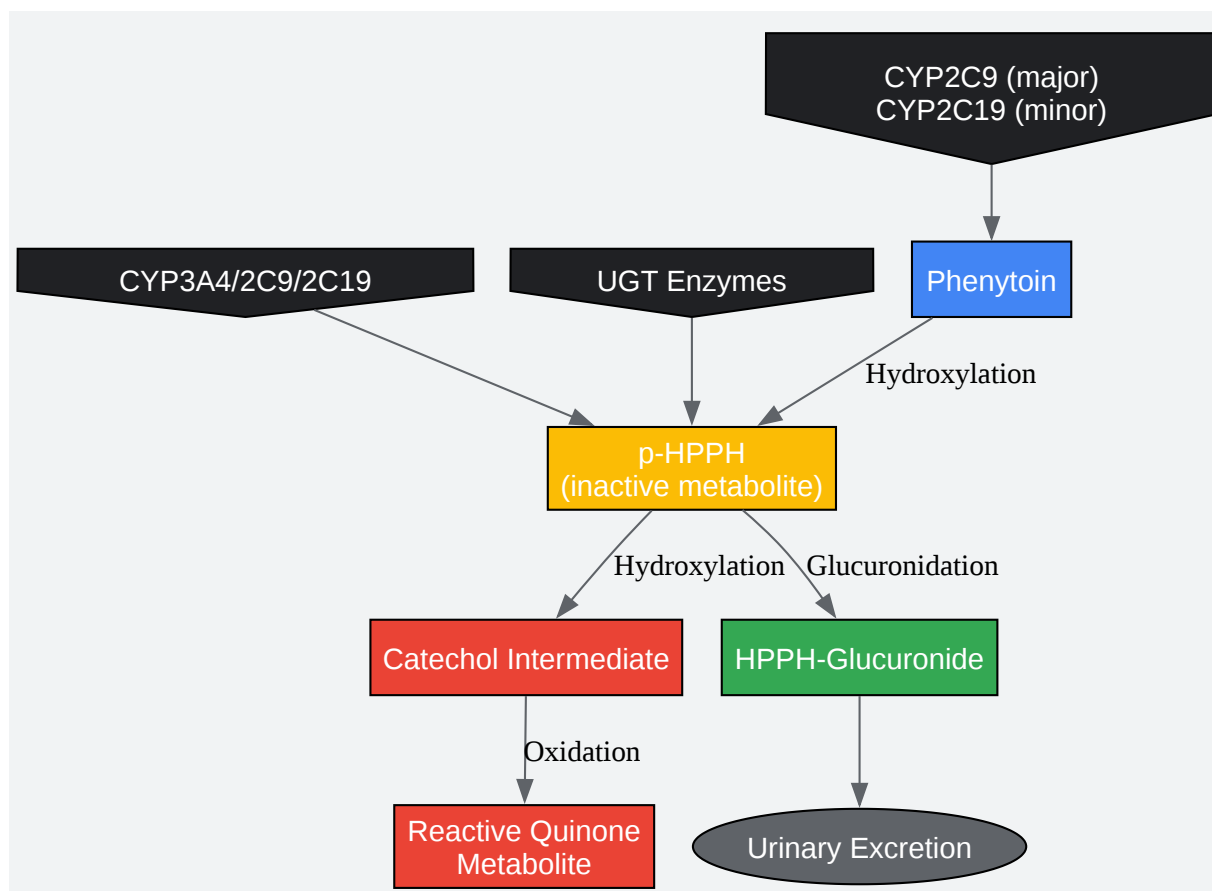 CYP2C9 (major)
CYP2C19 (minor)
CYP3A4/2C9/2C19
UGT Enzymes
Phenytoin
Hydroxylation
p-HPPH
(inactive metabolite)
Hydroxylation
Glucuronidation
Catechol Intermediate
HPPH-Glucuronide
Oxidation
Reactive Quinone
Metabolite
Urinary Excretion